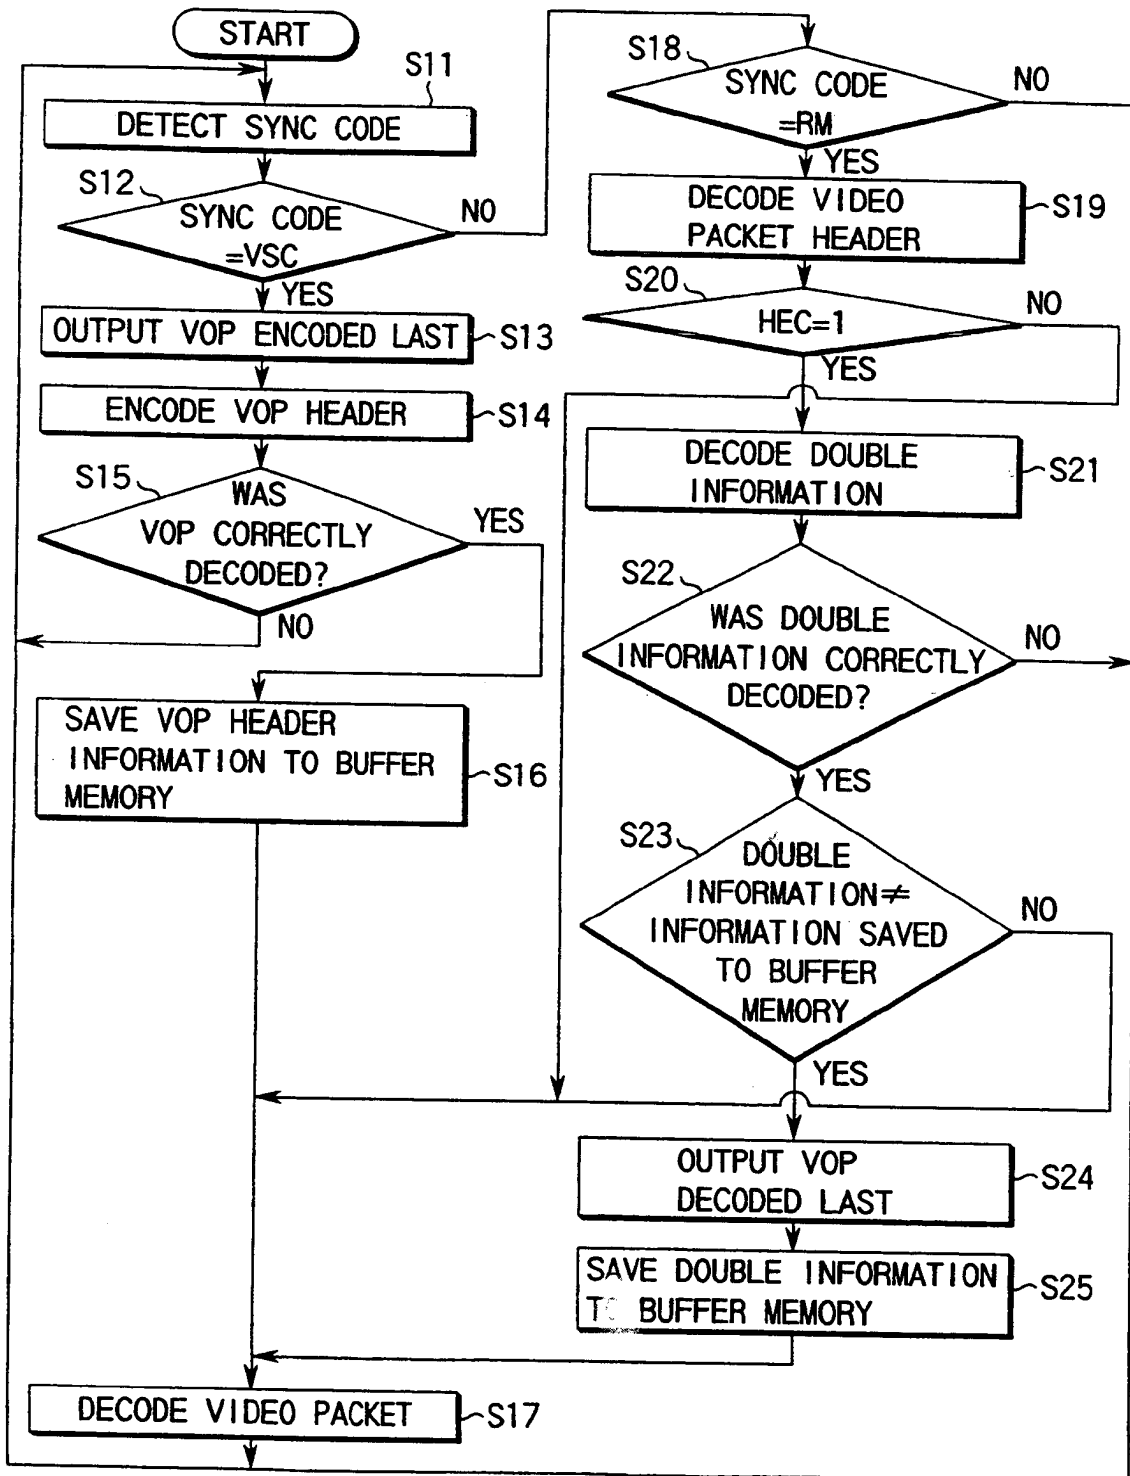 START
S11
DETECT SYNC CODE
S12
SYNC CODE
=VSC
NO
YES
OUTPUT VOP ENCODED LAST
S13
ENCODE VOP HEADER
S14
S15
WAS
VOP CORRECTLY
DECODED?
YES
NO
SAVE VOP HEADER
INFORMATION TO BUFFER
MEMORY
S16
DECODE VIDEO PACKET
S17
S18
SYNC CODE
=RM
NO
YES
DECODE VIDEO
PACKET HEADER
S19
S20
HEC=1
NO
YES
DECODE DOUBLE
INFORMATION
S21
S22
WAS DOUBLE
INFORMATION CORRECTLY
DECODED?
NO
YES
S23
DOUBLE
INFORMATION≠
INFORMATION SAVED
TO BUFFER
MEMORY
NO
YES
OUTPUT VOP
DECODED LAST
S24
SAVE DOUBLE INFORMATION
TO BUFFER MEMORY
S25